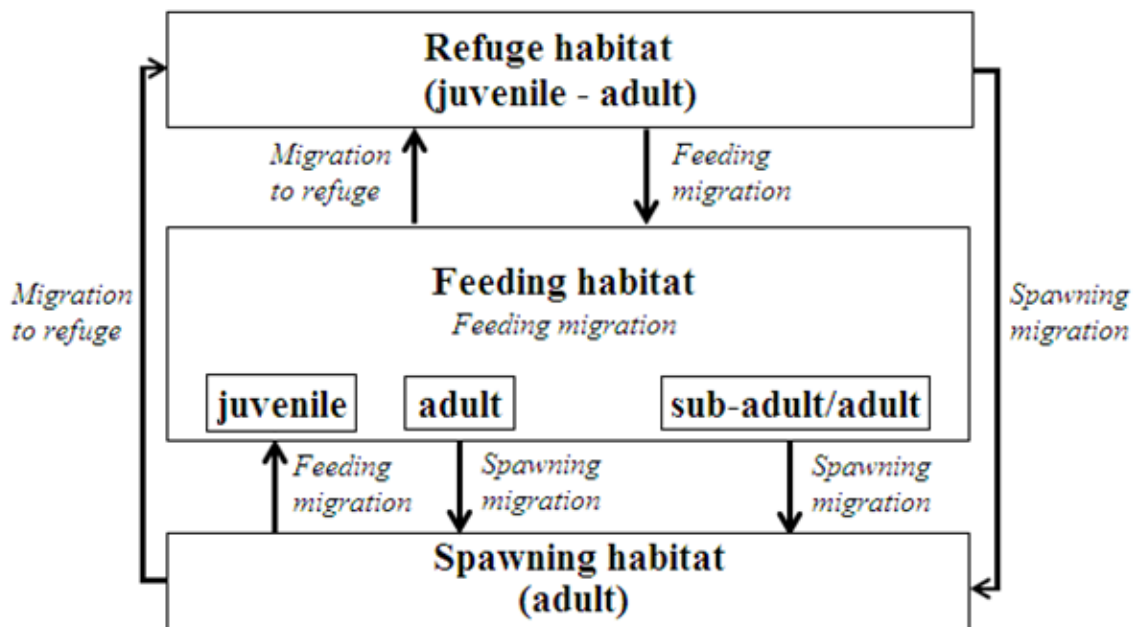 Refuge habitat
(juvenile - adult)
Migration
to refuge
Feeding
migration
Feeding habitat
Feeding migration
Migration
to refuge
Spawning
migration
juvenile
adult
sub-adult/adult
Feeding
migration
Spawning
migration
Spawning
migration
Spawning habitat
(adult)